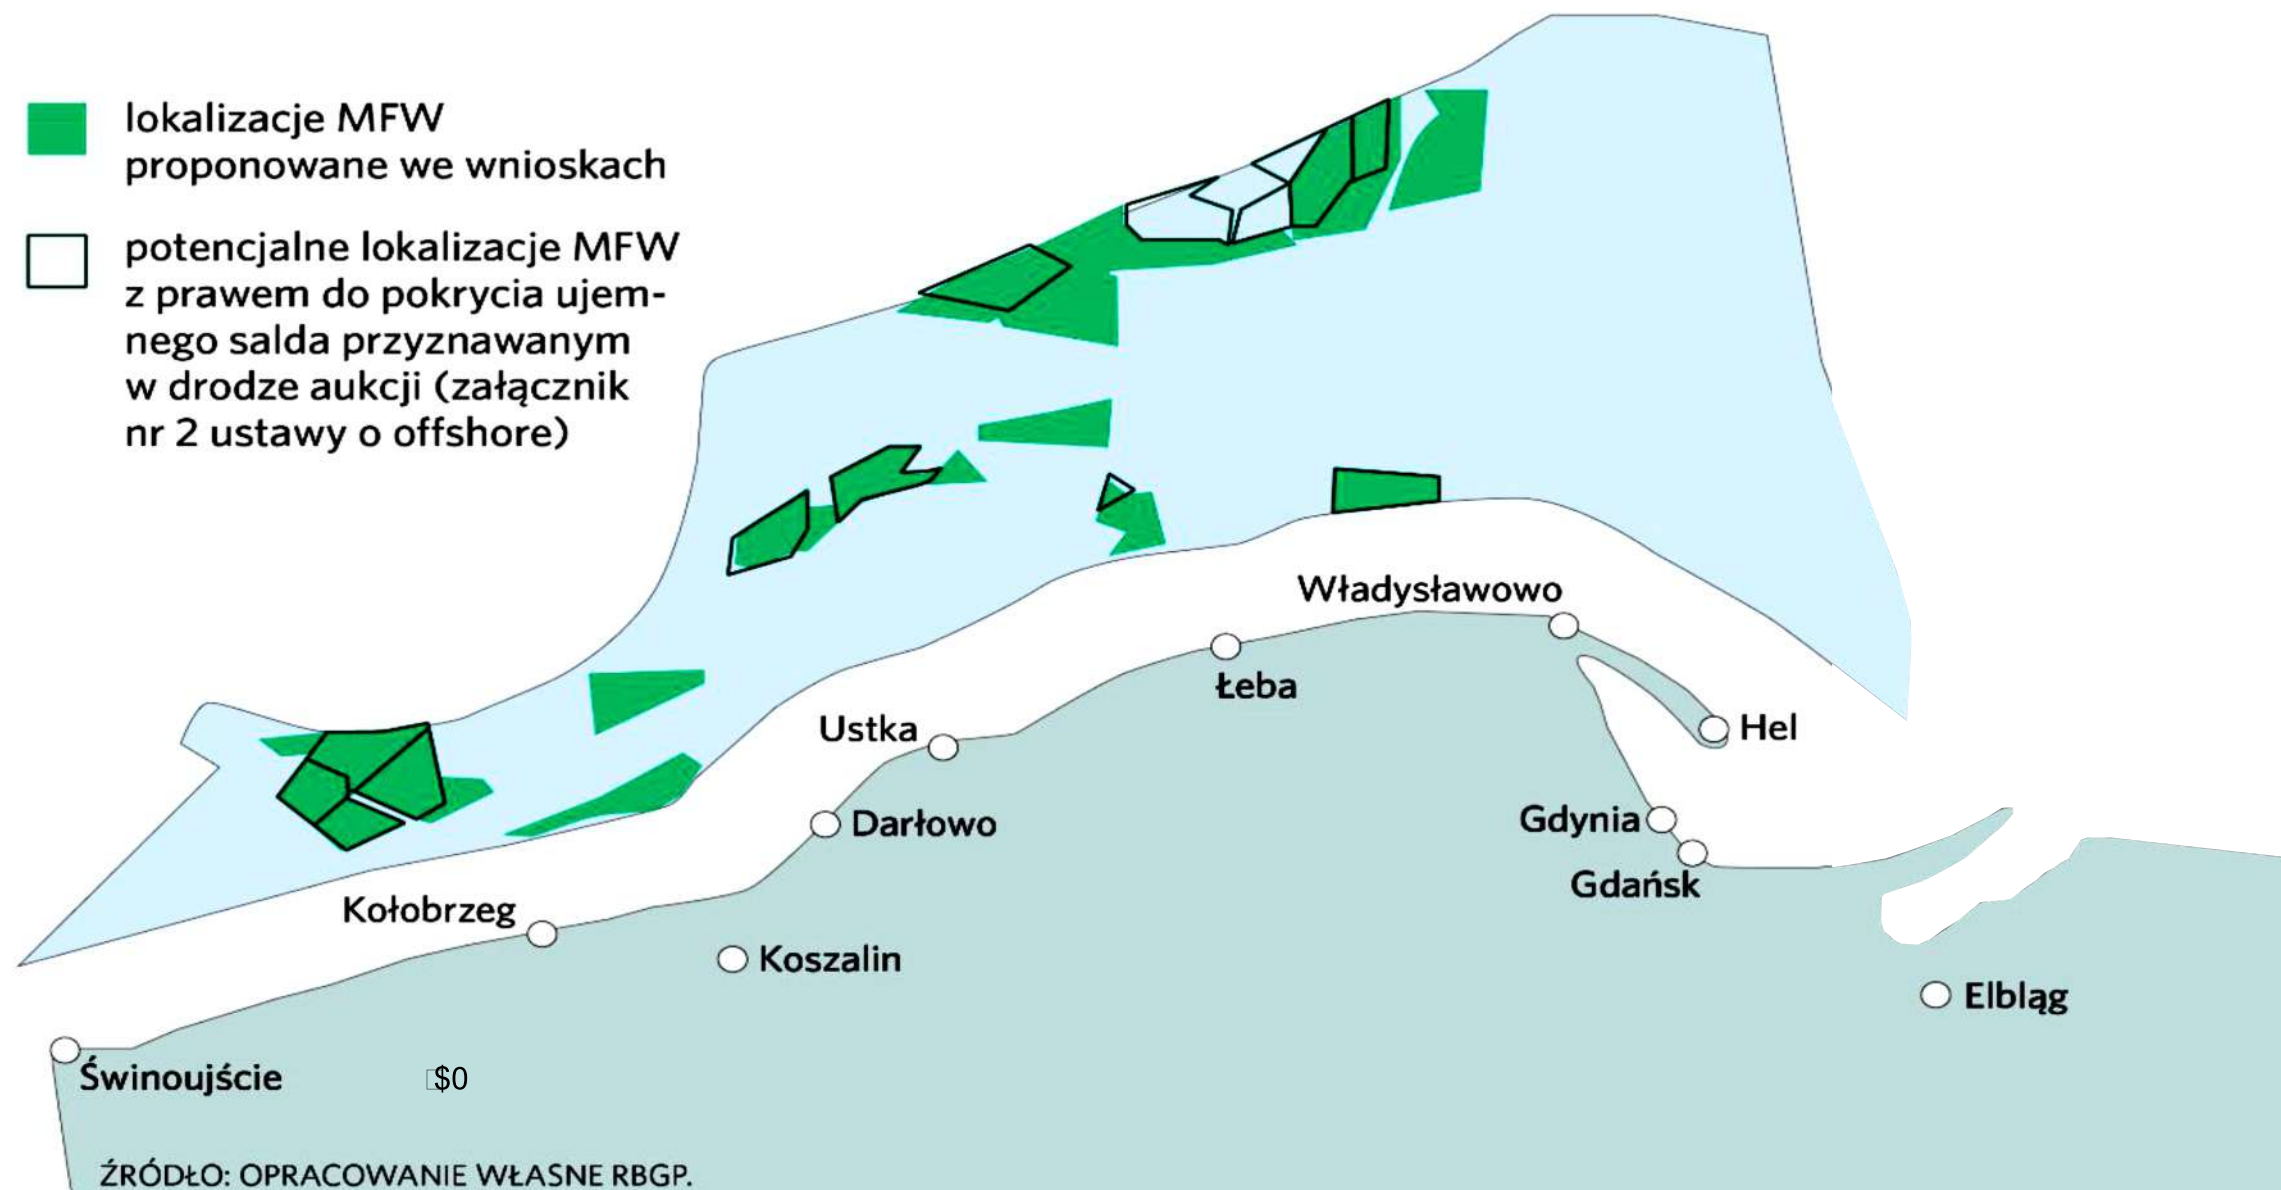 lokalizacje MFW
proponowane we wnioskach
potencjalne lokalizacje MFW
z prawem do pokrycia ujem-
nego salda przyznawanym
w drodze aukcji (załącznik
nr 2 ustawy o offshore)
Władysławowo
Łeba
Ustka
Hel
Darłowo
Gdynia
Gdańsk
Kołobrzeg
Koszalin
Elbląg
Świnoujście
$0
ŹRÓDŁO: OPRACOWANIE WŁASNE RBGP.